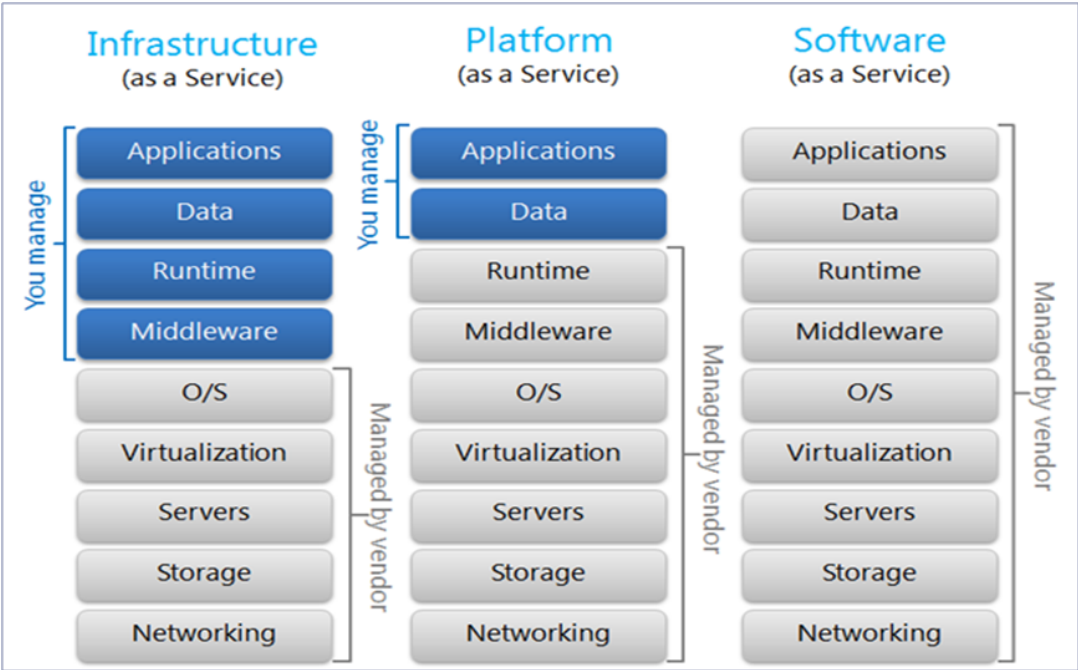 Infrastructure
(as a Service)
Platform
(as a Service)
Software
(as a Service)
You manage
Applications
Data
Runtime
Middleware
O/S
Virtualization
Servers
Storage
Networking
Managed by vendor
You manage
Applications
Data
Runtime
Middleware
O/S
Virtualization
Servers
Storage
Networking
Managed by vendor
Applications
Data
Runtime
Middleware
O/S
Virtualization
Servers
Storage
Networking
Managed by vendor